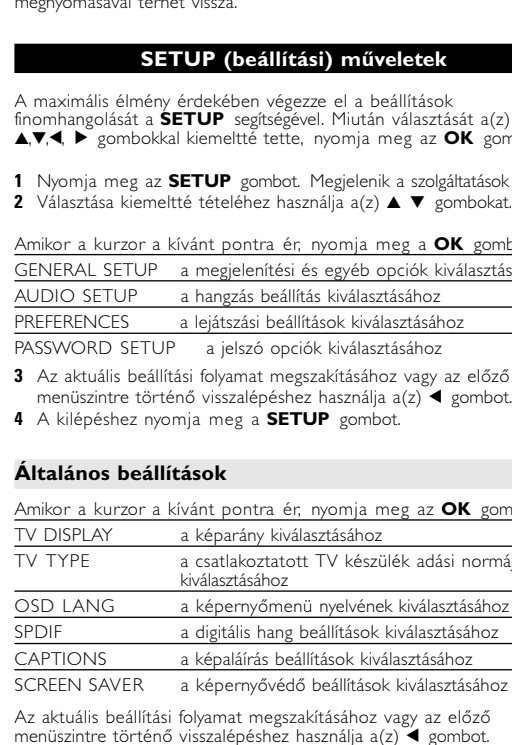 megnyomásával térhet vissza.
SETUP (beállítási) műveletek
A maximális élmény érdekében végezze el a beállítások
finomhangolását a SETUP segítségével. Miután választását a(z)
▲,▼,◀, ▶ gombokkal kiemeltté tette, nyomja meg az OK gom
1 Nyomja meg az SETUP gombot. Megjelenik a szolgáltatások
2 Választása kiemeltté tételéhez használja a(z) ▲ ▼ gombokat.
Amikor a kurzor a kívánt pontra ér, nyomja meg a OK gomb
GENERAL SETUP a megjelenítési és egyéb opciók kiválasztás
AUDIO SETUP a hangzás beállítás kiválasztásához
PREFERENCES a lejátszási beállítások kiválasztásához
PASSWORD SETUP a jelszó opciók kiválasztásához
3 Az aktuális beállítási folyamat megszakításához vagy az előző
menüszintre történő visszalépéshez használja a(z) ◀ gombot.
4 A kilépéshez nyomja meg a SETUP gombot.
Általános beállítások
Amikor a kurzor a kívánt pontra ér, nyomja meg az OK gom
TV DISPLAY a képarány kiválasztásához
TV TYPE a csatlakoztatott TV készülék adási normáj
kiválasztásához
OSD LANG a képernyőmenü nyelvének kiválasztásához
SPDIF a digitális hang beállítások kiválasztásához
CAPTIONS a képaláírás beállítások kiválasztásához
SCREEN SAVER a képernyővédő beállítások kiválasztásához
Az aktuális beállítási folyamat megszakításához vagy az előző
menüszintre történő visszalépéshez használja a(z) ◀ gombot.